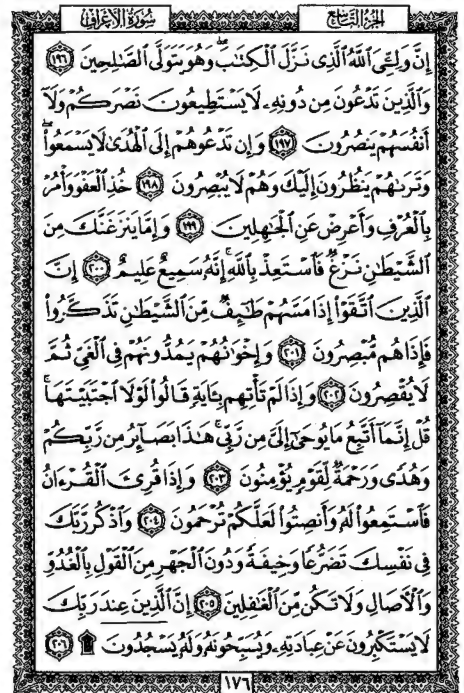 الجزء التاسع
سورة الأعراف
إِنَّ وَلِـِّۧيَ ٱللَّهُ ٱلَّذِى نَزَّلَ ٱلْكِتَٰبَۖ وَهُوَ يَتَوَلَّى ٱلصَّٰلِحِينَ ١٩٦
وَٱلَّذِينَ تَدْعُونَ مِن دُونِهِۦ لَا يَسْتَطِيعُونَ نَصْرَكُمْ وَلَآ
أَنفُسَهُمْ يَنصُرُونَ ١٩٧ وَإِن تَدْعُوهُمْ إِلَى ٱلْهُدَىٰ لَا يَسْمَعُوا۟ۖ
وَتَرَىٰهُمْ يَنظُرُونَ إِلَيْكَ وَهُمْ لَا يُبْصِرُونَ ١٩٨ خُذِ ٱلْعَفْوَ وَأْمُرْ
بِٱلْعُرْفِ وَأَعْرِضْ عَنِ ٱلْجَٰهِلِينَ ١٩٩ وَإِمَّا يَنزَغَنَّكَ مِنَ
ٱلشَّيْطَٰنِ نَزْغٌ فَٱسْتَعِذْ بِٱللَّهِۚ إِنَّهُۥ سَمِيعٌ عَلِيمٌ ٢٠٠ إِنَّ
ٱلَّذِينَ ٱتَّقَوْا۟ إِذَا مَسَّهُمْ طَٰٓئِفٌ مِّنَ ٱلشَّيْطَٰنِ تَذَكَّرُوا۟
فَإِذَا هُم مُّبْصِرُونَ ٢٠١ وَإِخْوَٰنُهُمْ يَمُدُّونَهُمْ فِى ٱلْغَىِّ ثُمَّ
لَا يُقْصِرُونَ ٢٠٢ وَإِذَا لَمْ تَأْتِهِم بِـَٔايَةٍ قَالُوا۟ لَوْلَا ٱجْتَبَيْتَهَاۚ
قُلْ إِنَّمَآ أَتَّبِعُ مَا يُوحَىٰٓ إِلَىَّ مِن رَّبِّىۚ هَٰذَا بَصَآئِرُ مِن رَّبِّكُمْ
وَهُدًى وَرَحْمَةٌ لِّقَوْمٍ يُؤْمِنُونَ ٢٠٣ وَإِذَا قُرِئَ ٱلْقُرْءَانُ
فَٱسْتَمِعُوا۟ لَهُۥ وَأَنصِتُوا۟ لَعَلَّكُمْ تُرْحَمُونَ ٢٠٤ وَٱذْكُر رَّبَّكَ
فِى نَفْسِكَ تَضَرُّعًا وَخِيفَةً وَدُونَ ٱلْجَهْرِ مِنَ ٱلْقَوْلِ بِٱلْغُدُوِّ
وَٱلْءَاصَالِ وَلَا تَكُن مِّنَ ٱلْغَٰفِلِينَ ٢٠٥ إِنَّ ٱلَّذِينَ عِندَ رَبِّكَ
لَا يَسْتَكْبِرُونَ عَنْ عِبَادَتِهِۦ وَيُسَبِّحُونَهُۥ وَلَهُۥ يَسْجُدُونَ ۩ ٢٠٦
١٧٦